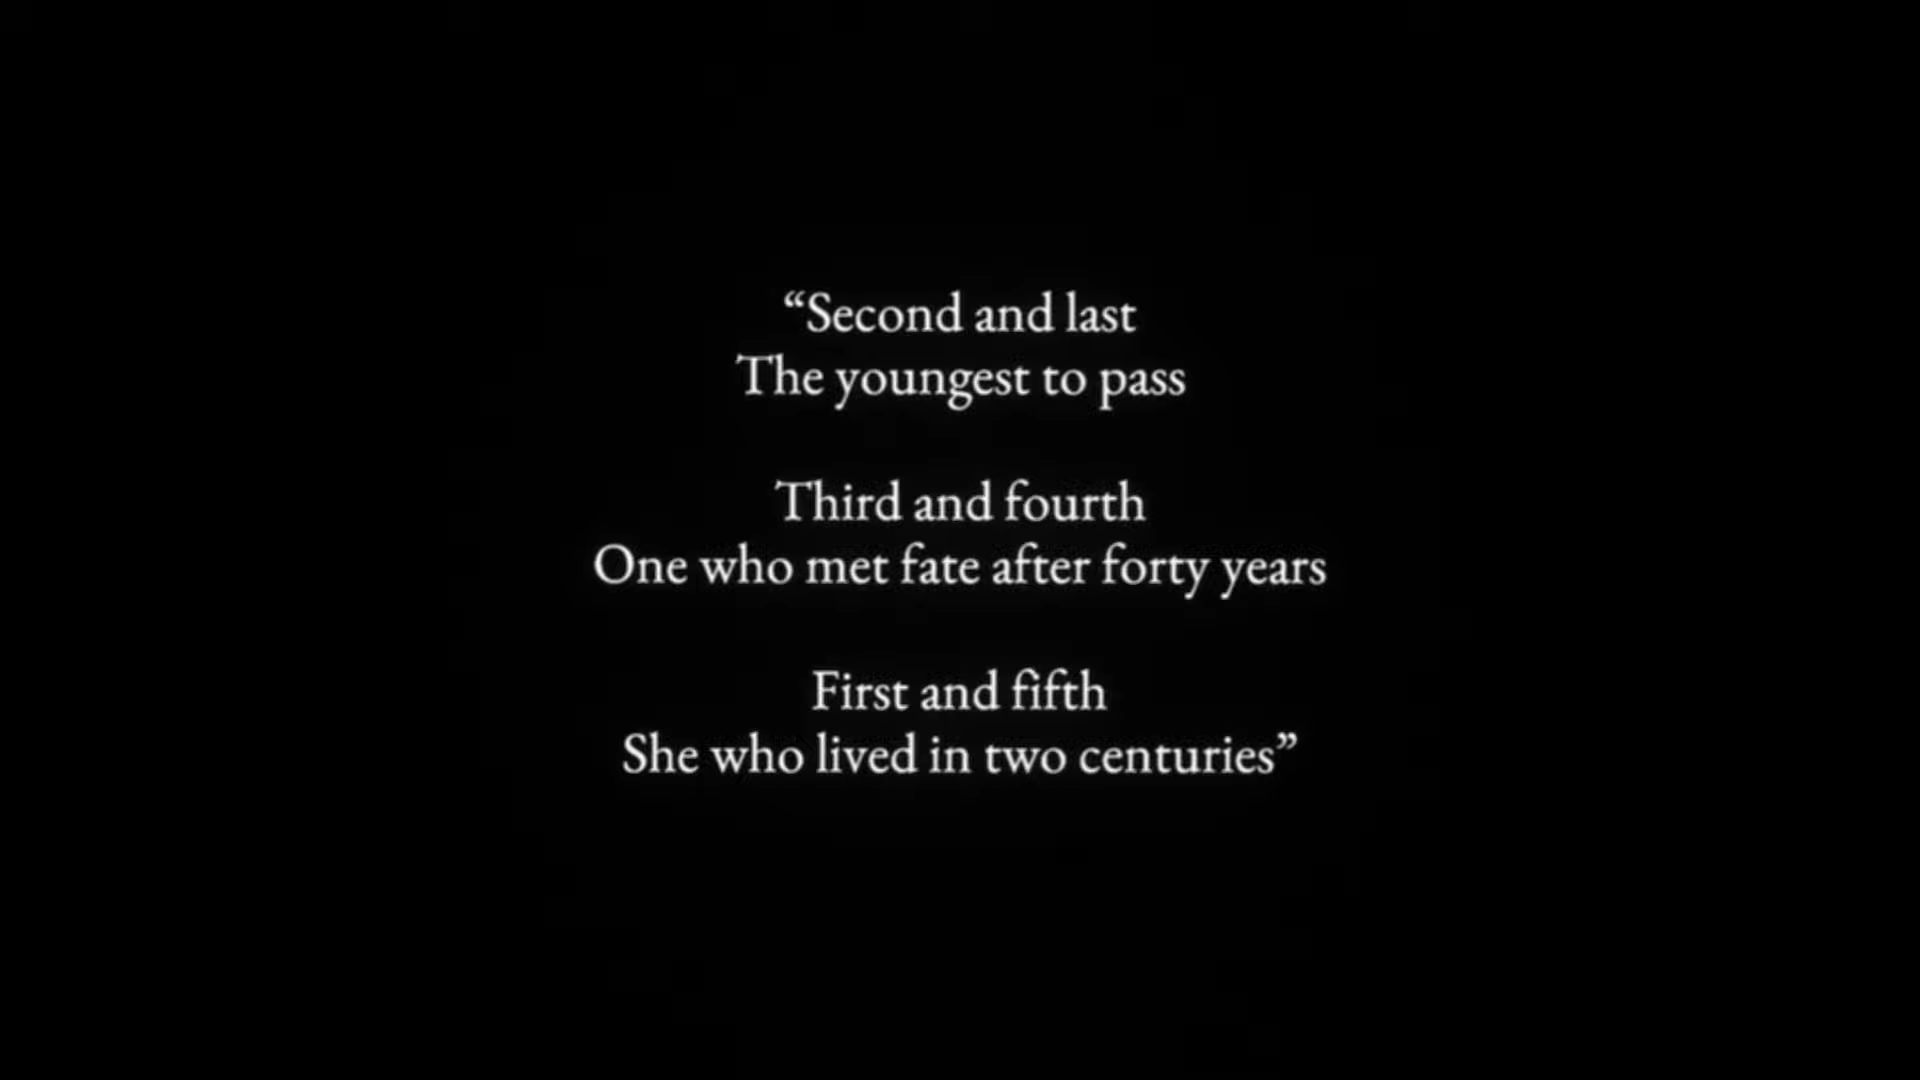 “Second and last
The youngest to pass
Third and fourth
One who met fate after forty years
First and fifth
She who lived in two centuries”